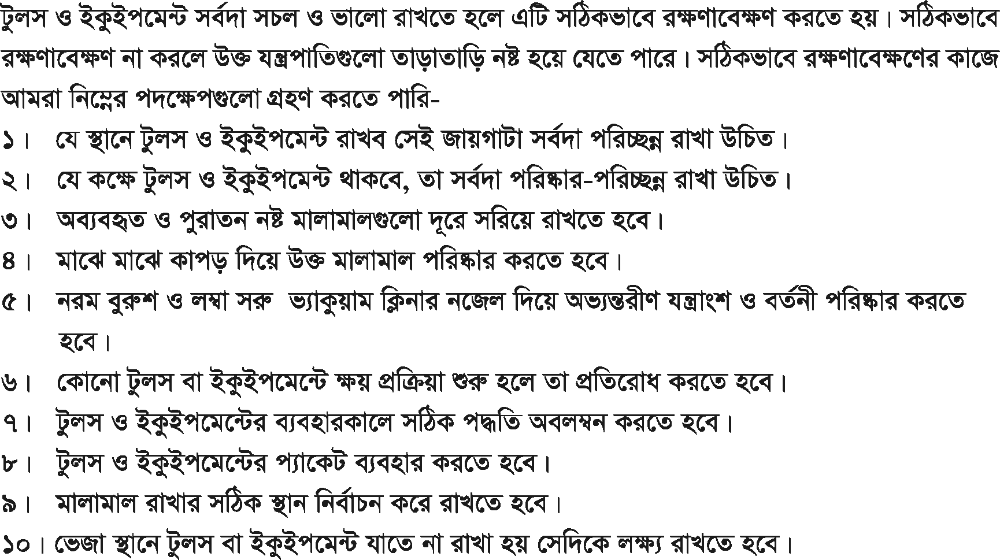 টুলস ও ইকুইপমেন্ট সর্বদা সচল ও ভালো রাখতে হলে এটি সঠিকভাবে রক্ষণাবেক্ষণ করতে হয়। সঠিকভাবে
রক্ষণাবেক্ষণ না করলে উক্ত যন্ত্রপাতিগুলো তাড়াতাড়ি নষ্ট হয়ে যেতে পারে। সঠিকভাবে রক্ষণাবেক্ষণের কাজে
আমরা নিম্নের পদক্ষেপগুলো গ্রহণ করতে পারি-
১। যে স্থানে টুলস ও ইকুইপমেন্ট রাখব সেই জায়গাটা সর্বদা পরিচ্ছন্ন রাখা উচিত।
২। যে কক্ষে টুলস ও ইকুইপমেন্ট থাকবে, তা সর্বদা পরিষ্কার-পরিচ্ছন্ন রাখা উচিত।
৩। অব্যবহৃত ও পুরাতন নষ্ট মালামালগুলো দূরে সরিয়ে রাখতে হবে।
৪। মাঝে মাঝে কাপড় দিয়ে উক্ত মালামাল পরিষ্কার করতে হবে।
৫। নরম বুরুশ ও লম্বা সরু ভ্যাকুয়াম ক্লিনার নজেল দিয়ে অভ্যন্তরীণ যন্ত্রাংশ ও বর্তনী পরিষ্কার করতে
হবে।
৬। কোনো টুলস বা ইকুইপমেন্টে ক্ষয় প্রক্রিয়া শুরু হলে তা প্রতিরোধ করতে হবে।
৭। টুলস ও ইকুইপমেন্টের ব্যবহারকালে সঠিক পদ্ধতি অবলম্বন করতে হবে।
৮। টুলস ও ইকুইপমেন্টের প্যাকেট ব্যবহার করতে হবে।
৯। মালামাল রাখার সঠিক স্থান নির্বাচন করে রাখতে হবে।
১০। ভেজা স্থানে টুলস বা ইকুইপমেন্ট যাতে না রাখা হয় সেদিকে লক্ষ্য রাখতে হবে।